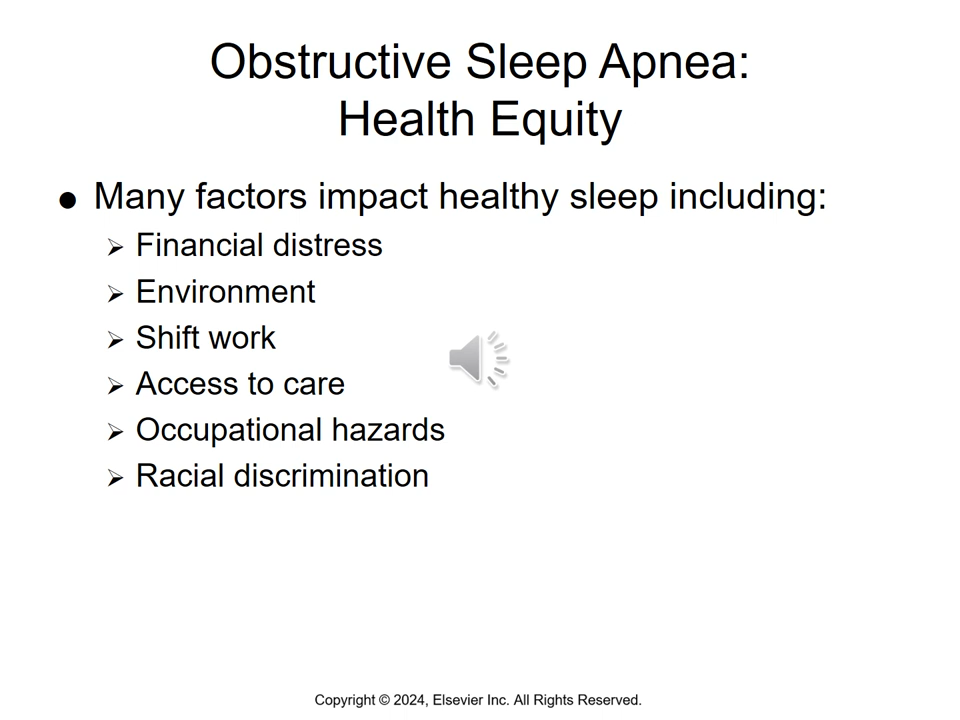 Obstructive Sleep Apnea:
Health Equity
● Many factors impact healthy sleep including:
➢ Financial distress
➢ Environment
➢ Shift work
➢ Access to care
➢ Occupational hazards
➢ Racial discrimination
Copyright © 2024, Elsevier Inc. All Rights Reserved.